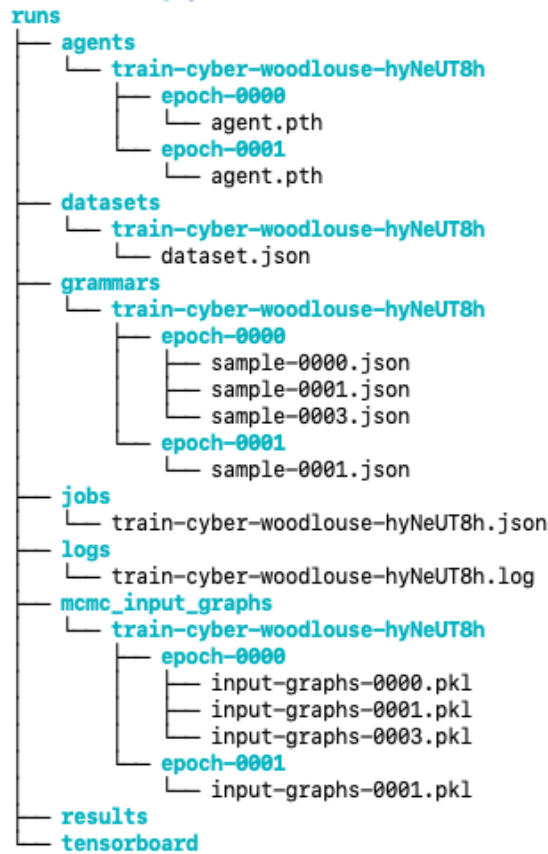 runs
├── agents
│   └── train-cyber-woodlouse-hyNeUT8h
│       ├── epoch-0000
│       │   └── agent.pth
│       └── epoch-0001
│           └── agent.pth
├── datasets
│   └── train-cyber-woodlouse-hyNeUT8h
│       └── dataset.json
├── grammars
│   └── train-cyber-woodlouse-hyNeUT8h
│       ├── epoch-0000
│       │   ├── sample-0000.json
│       │   ├── sample-0001.json
│       │   └── sample-0003.json
│       └── epoch-0001
│           └── sample-0001.json
├── jobs
│   └── train-cyber-woodlouse-hyNeUT8h.json
├── logs
│   └── train-cyber-woodlouse-hyNeUT8h.log
├── mcmc_input_graphs
│   └── train-cyber-woodlouse-hyNeUT8h
│       ├── epoch-0000
│       │   ├── input-graphs-0000.pkl
│       │   ├── input-graphs-0001.pkl
│       │   └── input-graphs-0003.pkl
│       └── epoch-0001
│           └── input-graphs-0001.pkl
├── results
└── tensorboard